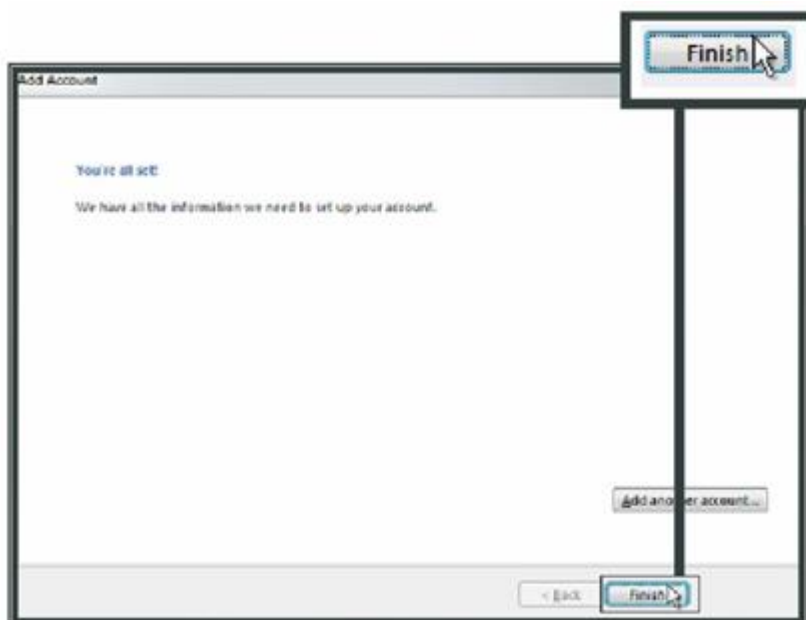 Finish
Add Account
You're all set!
We have all the information we need to set up your account.
Add another account...
< Back
Finish